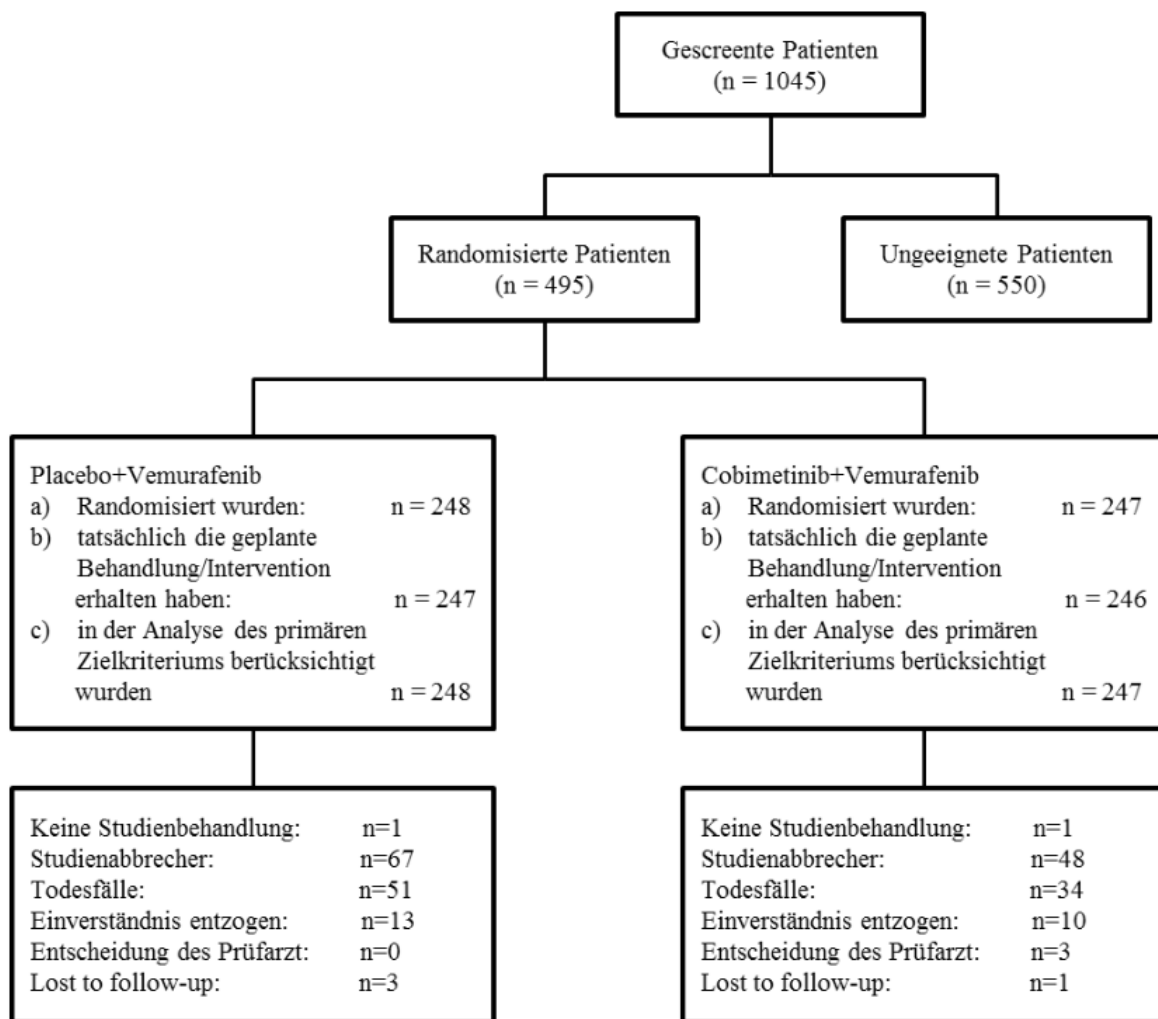 Gescreente Patienten
(n = 1045)
Randomisierte Patienten
(n = 495)
Ungeeignete Patienten
(n = 550)
Placebo+Vemurafenib
a) Randomisiert wurden: n = 248
b) tatsächlich die geplante
Behandlung/Intervention
erhalten haben: n = 247
c) in der Analyse des primären
Zielkriteriums berücksichtigt
wurden n = 248
Cobimetinib+Vemurafenib
a) Randomisiert wurden: n = 247
b) tatsächlich die geplante
Behandlung/Intervention
erhalten haben: n = 246
c) in der Analyse des primären
Zielkriteriums berücksichtigt
wurden n = 247
Keine Studienbehandlung: n=1
Studienabbrecher: n=67
Todesfälle: n=51
Einverständnis entzogen: n=13
Entscheidung des Prüfarzt: n=0
Lost to follow-up: n=3
Keine Studienbehandlung: n=1
Studienabbrecher: n=48
Todesfälle: n=34
Einverständnis entzogen: n=10
Entscheidung des Prüfarzt: n=3
Lost to follow-up: n=1